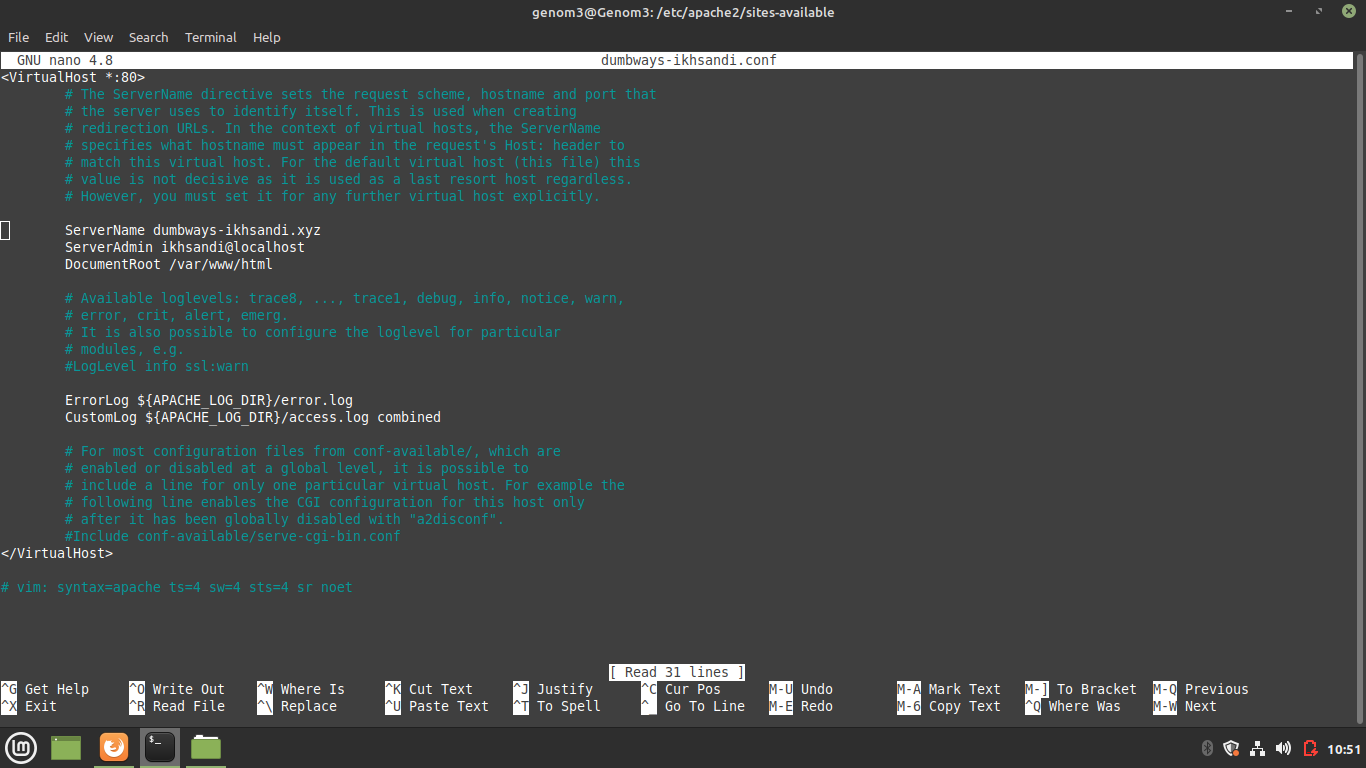 genom3@Genom3: /etc/apache2/sites-available
File Edit View Search Terminal Help
GNU nano 4.8 dumbways-ikhsandi.conf
<VirtualHost *:80>
# The ServerName directive sets the request scheme, hostname and port that
# the server uses to identify itself. This is used when creating
# redirection URLs. In the context of virtual hosts, the ServerName
# specifies what hostname must appear in the request's Host: header to
# match this virtual host. For the default virtual host (this file) this
# value is not decisive as it is used as a last resort host regardless.
# However, you must set it for any further virtual host explicitly.
ServerName dumbways-ikhsandi.xyz
ServerAdmin ikhsandi@localhost
DocumentRoot /var/www/html
# Available loglevels: trace8, ..., trace1, debug, info, notice, warn,
# error, crit, alert, emerg.
# It is also possible to configure the loglevel for particular
# modules, e.g.
#LogLevel info ssl:warn
ErrorLog ${APACHE_LOG_DIR}/error.log
CustomLog ${APACHE_LOG_DIR}/access.log combined
# For most configuration files from conf-available/, which are
# enabled or disabled at a global level, it is possible to
# include a line for only one particular virtual host. For example the
# following line enables the CGI configuration for this host only
# after it has been globally disabled with "a2disconf".
#Include conf-available/serve-cgi-bin.conf
</VirtualHost>
# vim: syntax=apache ts=4 sw=4 sts=4 sr noet
[ Read 31 lines ]
^G Get Help ^O Write Out ^W Where Is ^K Cut Text ^J Justify ^C Cur Pos M-U Undo M-A Mark Text M-] To Bracket M-Q Previous
^X Exit ^R Read File ^\ Replace ^U Paste Text ^T To Spell ^_ Go To Line M-E Redo M-6 Copy Text ^Q Where Was M-W Next
10:51